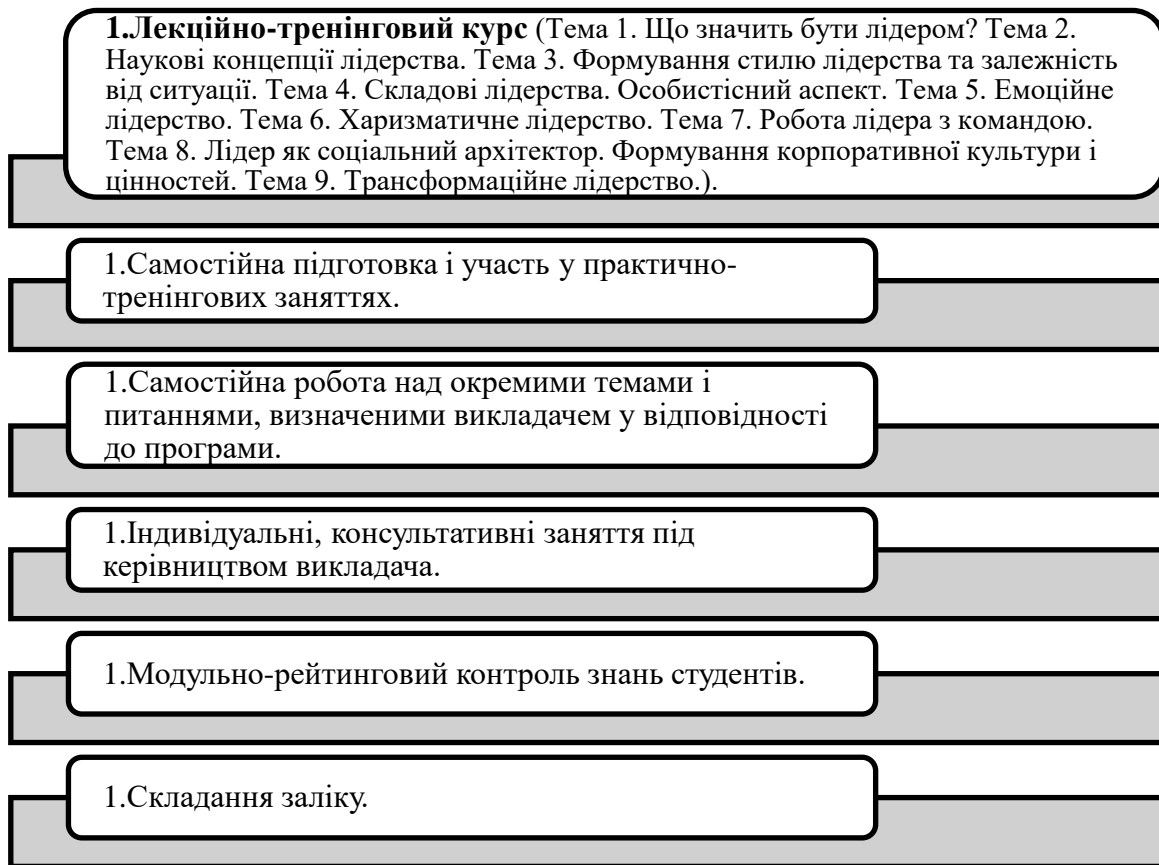 1.Лекційно-тренінговий курс (Тема 1. Що значить бути лідером? Тема 2.
Наукові концепції лідерства. Тема 3. Формування стилю лідерства та залежність
від ситуації. Тема 4. Складові лідерства. Особистісний аспект. Тема 5. Емоційне
лідерство. Тема 6. Харизматичне лідерство. Тема 7. Робота лідера з командою.
Тема 8. Лідер як соціальний архітектор. Формування корпоративної культури і
цінностей. Тема 9. Трансформаційне лідерство.).
1.Самостійна підготовка і участь у практично-
тренінгових заняттях.
1.Самостійна робота над окремими темами і
питаннями, визначеними викладачем у відповідності
до програми.
1.Індивідуальні, консультативні заняття під
керівництвом викладача.
1.Модульно-рейтинговий контроль знань студентів.
1.Складання заліку.